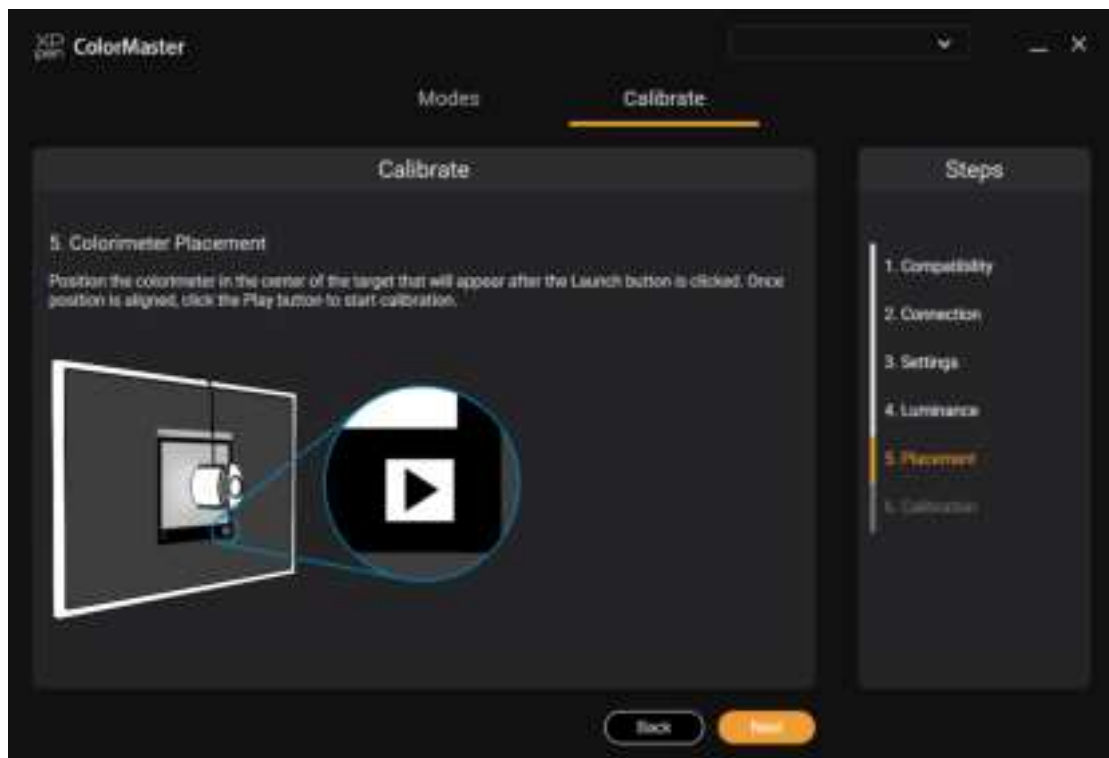 XP pen ColorMaster
Modes
Calibrate
Calibrate
5. Colorimeter Placement
Position the colorimeter in the center of the target that will appear after the Launch button is clicked. Once
position is aligned, click the Play button to start calibration.
Steps
1. Compatibility
2. Connection
3. Settings
4. Luminance
5. Placement
6. Calibration
Back
Next